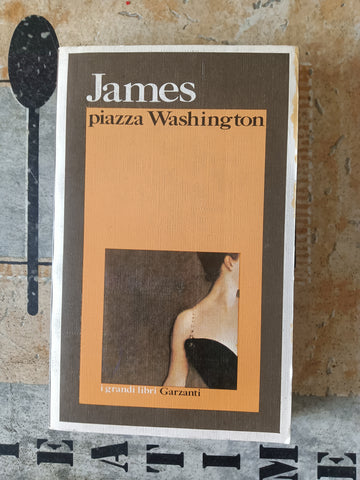 James
piazza Washington
i grandi libri Garzanti